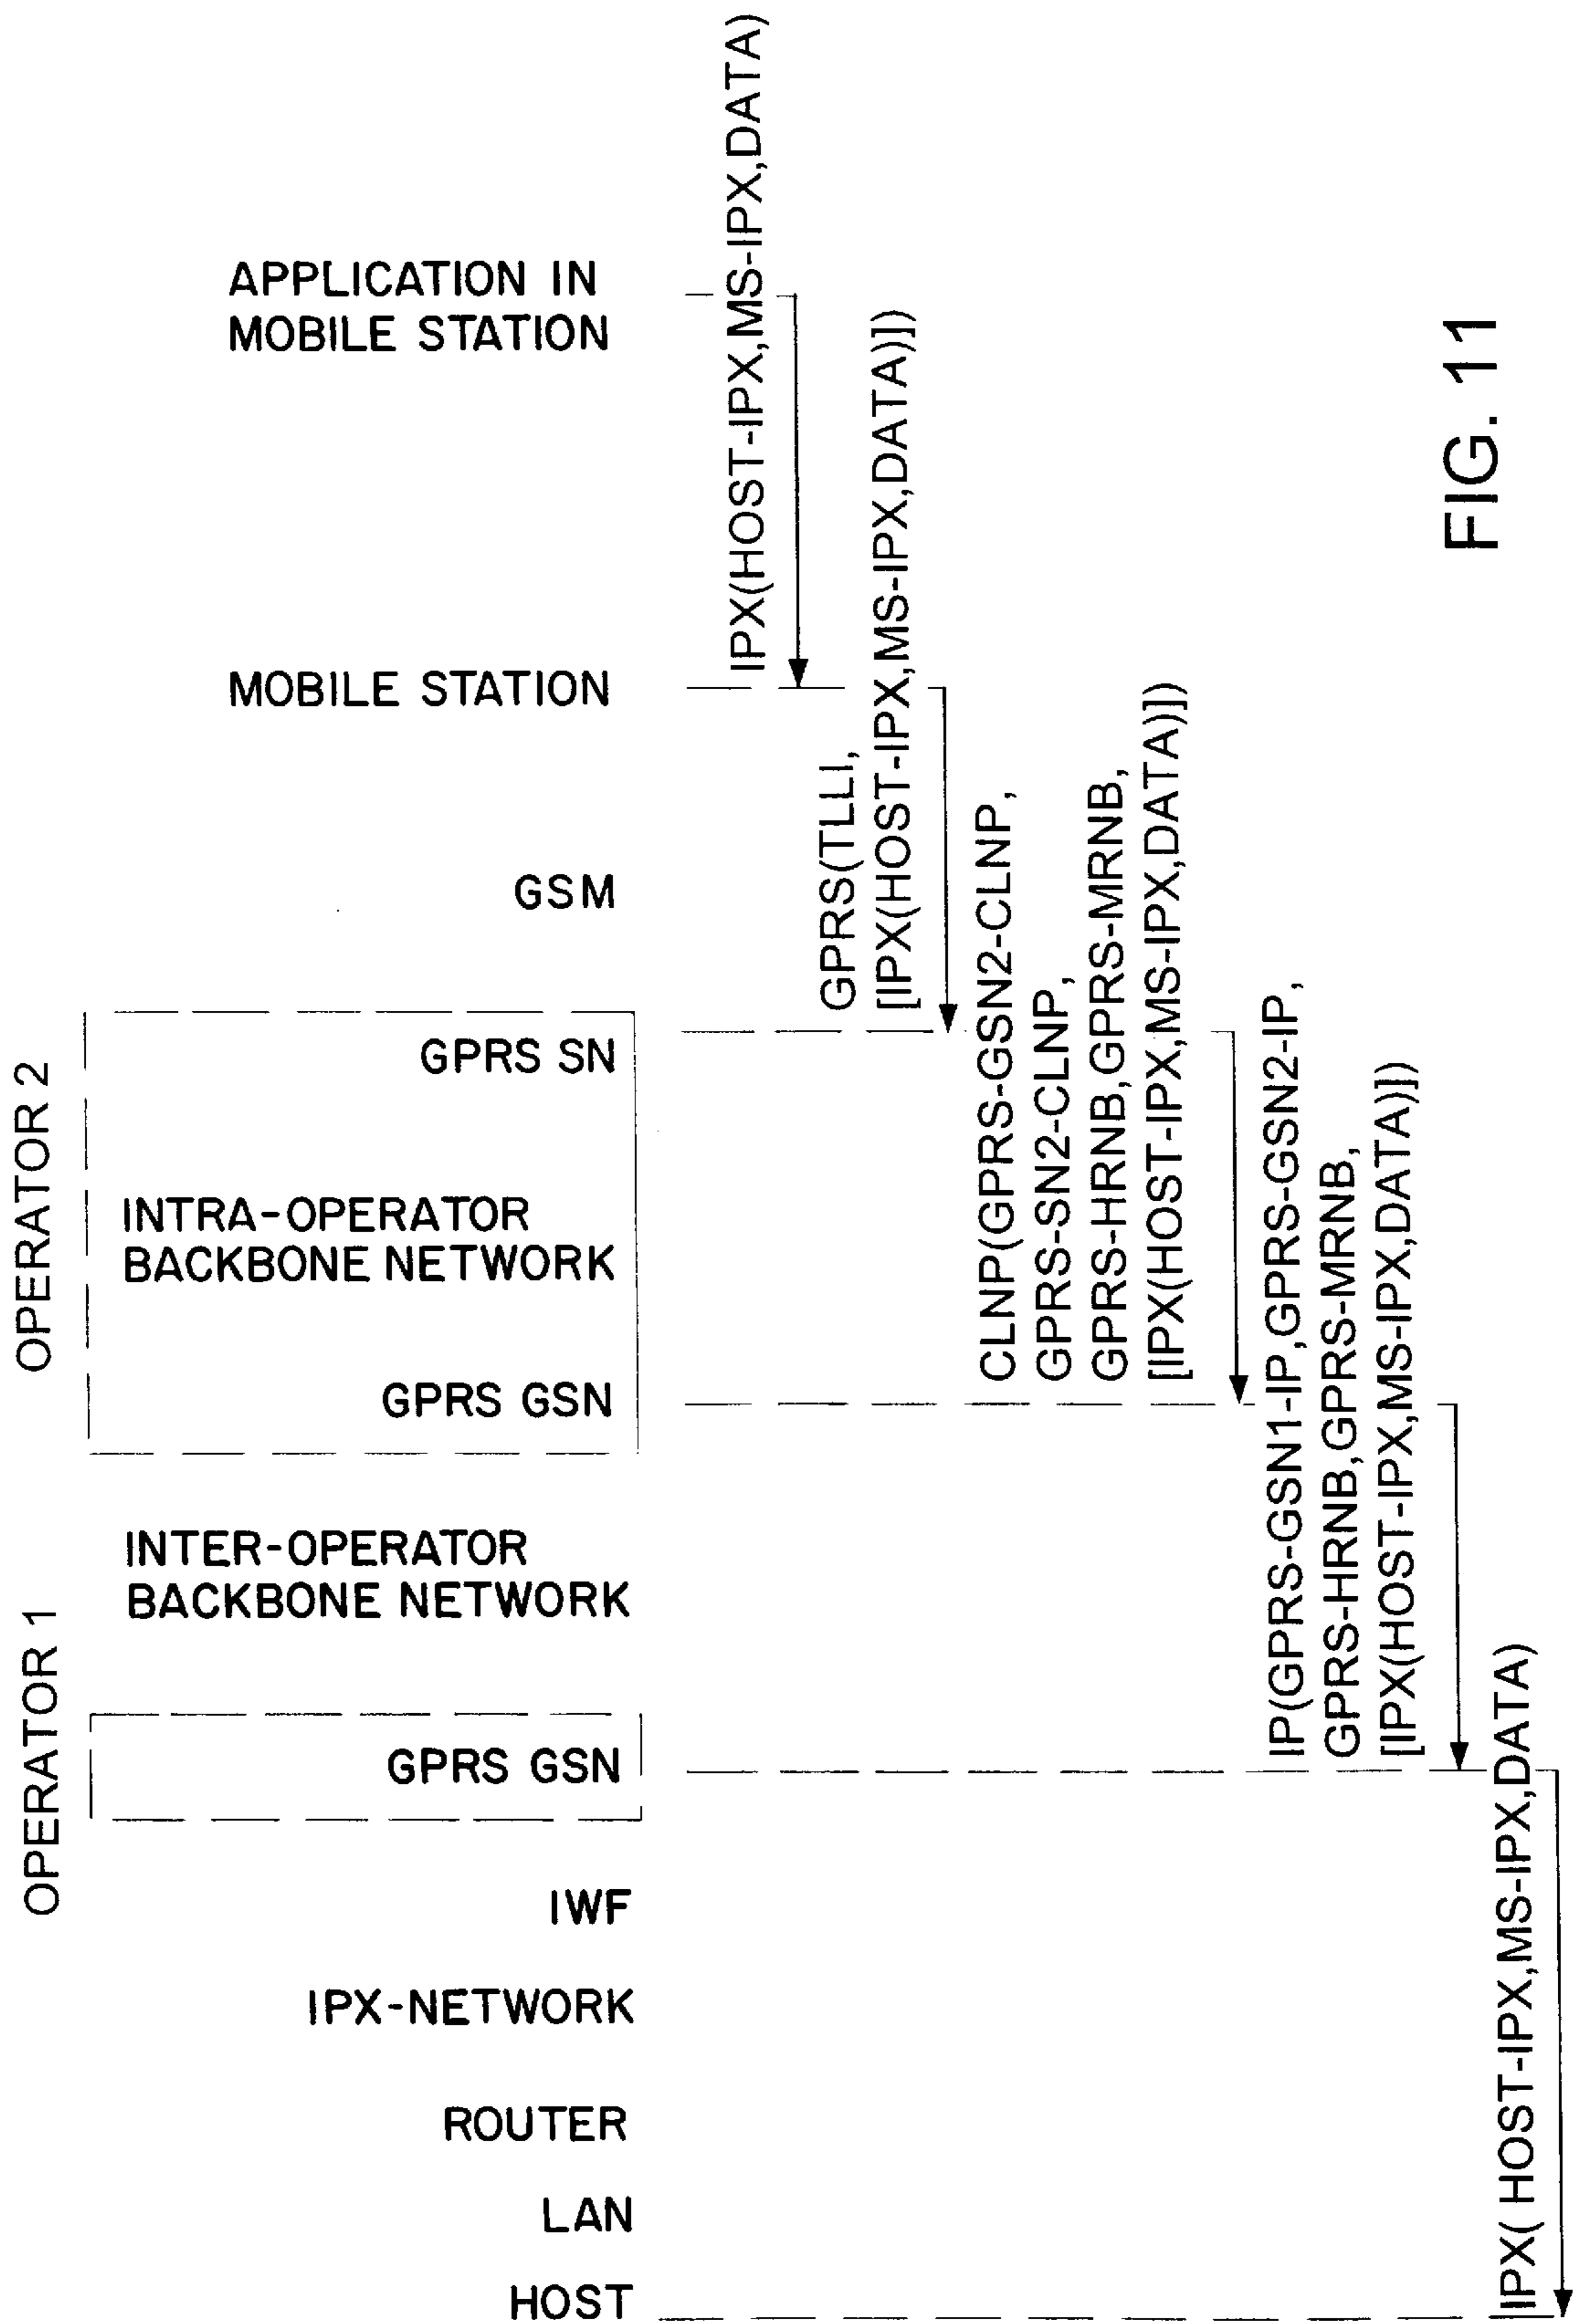 OPERATOR 1
OPERATOR 2
HOST
LAN
ROUTER
IPX-NETWORK
IWF
GPRS GSN
INTER-OPERATOR
BACKBONE NETWORK
GPRS GSN
INTRA-OPERATOR
BACKBONE NETWORK
GPRS SN
GSM
MOBILE STATION
APPLICATION IN
MOBILE STATION
IPX(HOST-IPX,MS-IPX,DATA)
GPRS(TLLI,
[IPX(HOST-IPX,MS-IPX,DATA)])
CLNP(GPRS-GSN2-CLNP,
GPRS-SN2-CLNP,
GPRS-HRNB,GPRS-MRNB,
[IPX(HOST-IPX,MS-IPX,DATA)])
IP(GPRS-GSN1-IP,GPRS-GSN2-IP,
GPRS-HRNB,GPRS-MRNB,
[IPX(HOST-IPX,MS-IPX,DATA)])
IPX( HOST-IPX,MS-IPX,DATA)
FIG. 11